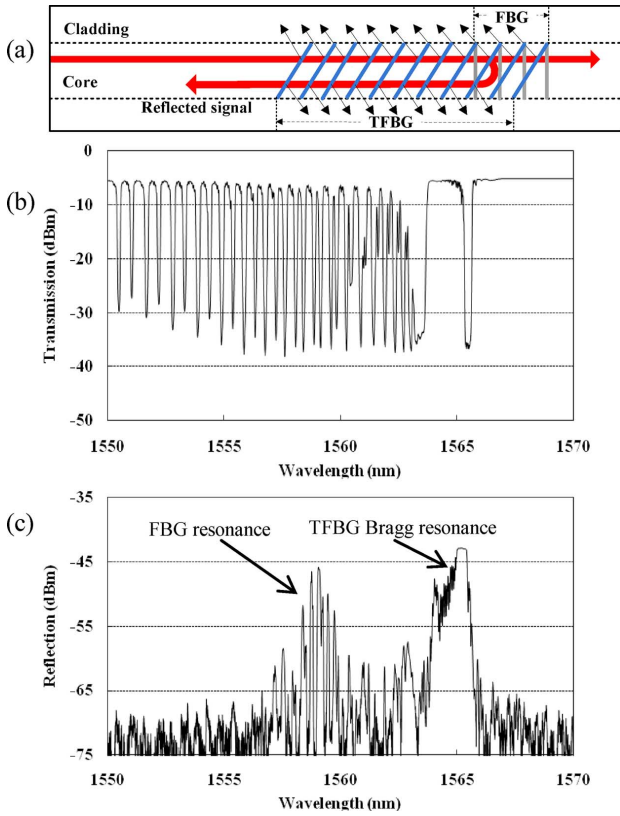 (a)
Cladding
FBG
Core
Reflected signal
TFBG
(b)
Transmission (dBm)
0
-10
-20
-30
-40
-50
1550 1555 1560 1565 1570
Wavelength (nm)
(c)
Reflection (dBm)
-35
-45
-55
-65
-75
FBG resonance
TFBG Bragg resonance
1550 1555 1560 1565 1570
Wavelength (nm)